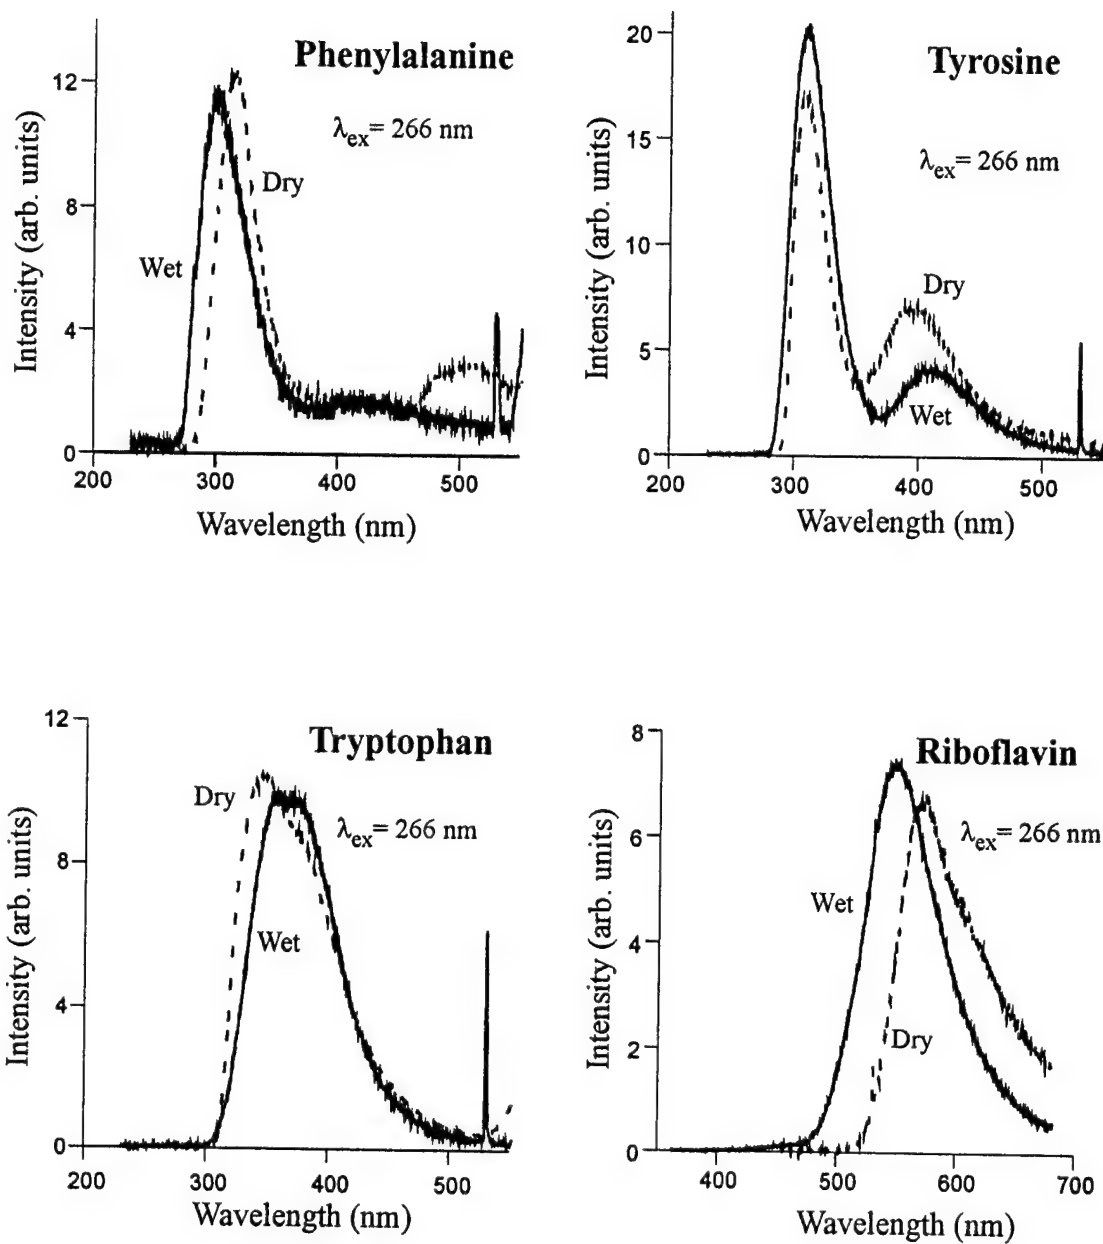 Phenylalanine
λex= 266 nm
Dry
Wet
Intensity (arb. units)
12
8
4
0
200
300
400
500
Wavelength (nm)
Tyrosine
λex= 266 nm
Dry
Wet
Intensity (arb. units)
20
15
10
5
0
200
300
400
500
Wavelength (nm)
Tryptophan
λex= 266 nm
Dry
Wet
Intensity (arb. units)
12
8
4
0
200
300
400
500
Wavelength (nm)
Riboflavin
λex= 266 nm
Wet
Dry
Intensity (arb. units)
8
6
4
2
0
400
500
600
700
Wavelength (nm)